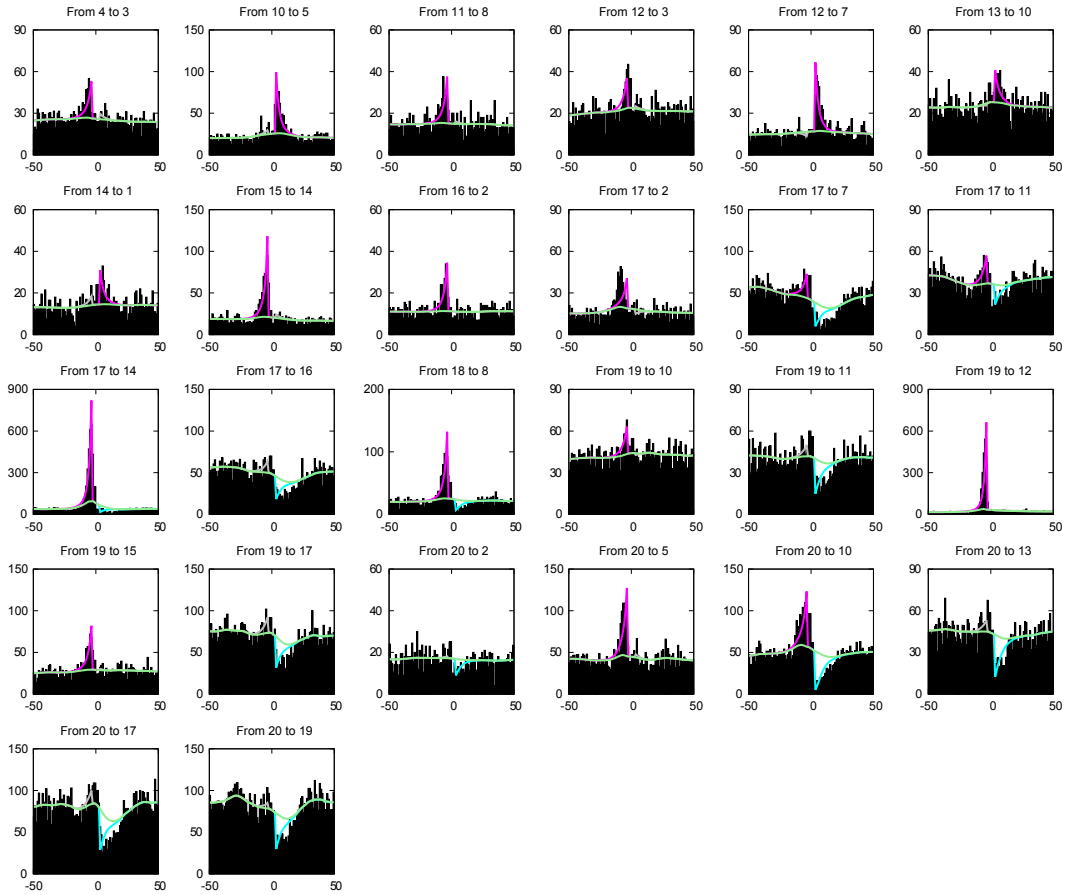 From 4 to 3 From 10 to 5 From 11 to 8 From 12 to 3 From 12 to 7 From 13 to 10
90 150 60 60 60 60
60 100 40 40 40 40
30 50 20 20 20 20
0 0 0 0 0 0
-50 0 50 -50 0 50 -50 0 50 -50 0 50 -50 0 50 -50 0 50
From 14 to 1 From 15 to 14 From 16 to 2 From 17 to 2 From 17 to 7 From 17 to 11
60 150 60 90 150 90
40 100 40 60 100 60
20 50 20 30 50 30
0 0 0 0 0 0
-50 0 50 -50 0 50 -50 0 50 -50 0 50 -50 0 50 -50 0 50
From 17 to 14 From 17 to 16 From 18 to 8 From 19 to 10 From 19 to 11 From 19 to 12
900 150 200 90 90 900
600 100 100 60 60 600
300 50 0 30 30 300
0 0 0 0 0
-50 0 50 -50 0 50 -50 0 50 -50 0 50 -50 0 50 -50 0 50
From 19 to 15 From 19 to 17 From 20 to 2 From 20 to 5 From 20 to 10 From 20 to 13
150 150 60 150 150 90
100 100 40 100 100 60
50 50 20 50 50 30
0 0 0 0 0 0
-50 0 50 -50 0 50 -50 0 50 -50 0 50 -50 0 50 -50 0 50
From 20 to 17 From 20 to 19
150 150
100 100
50 50
0 0
-50 0 50 -50 0 50